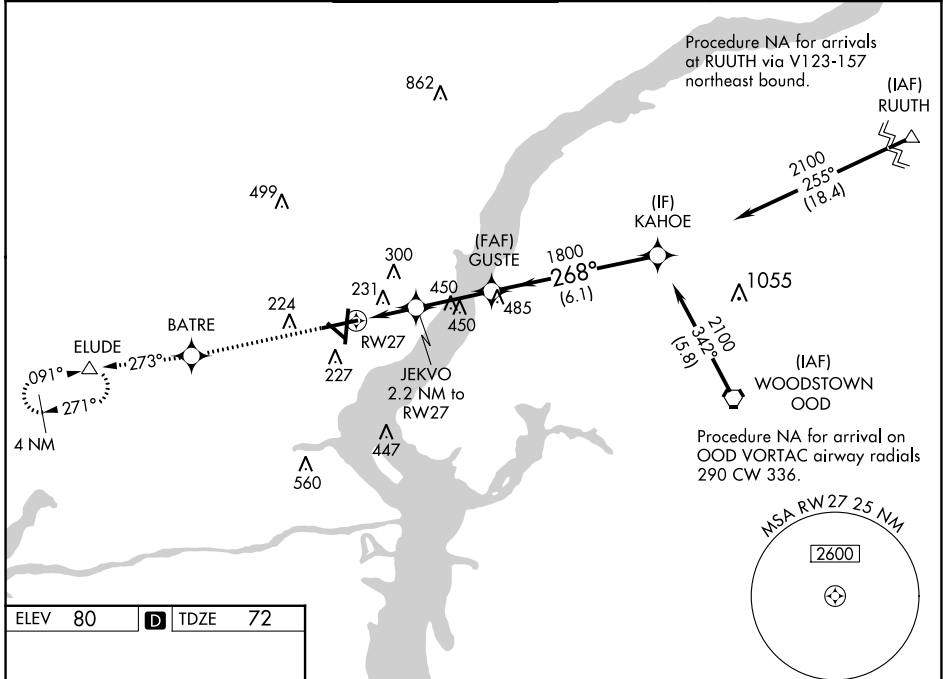 Procedure NA for arrivals
at RUUTH via V123-157
northeast bound.
(IAF)
RUUTH
862
2100
255°
(18.4)
499
(IF)
KAHOE
(FAF)
GUSTE
1800
268°
(6.1)
300
231
450
450
485
1055
224
BATRE
RW27
ELUDE
273°
091°
271°
4 NM
227
JEKVO
2.2 NM to
RW27
2100
342°
(5.8)
(IAF)
WOODSTOWN
OOD
447
560
Procedure NA for arrival on
OOD VORTAC airway radials
290 CW 336.
MSA RW27 25 NM
2600
ELEV 80 D TDZE 72